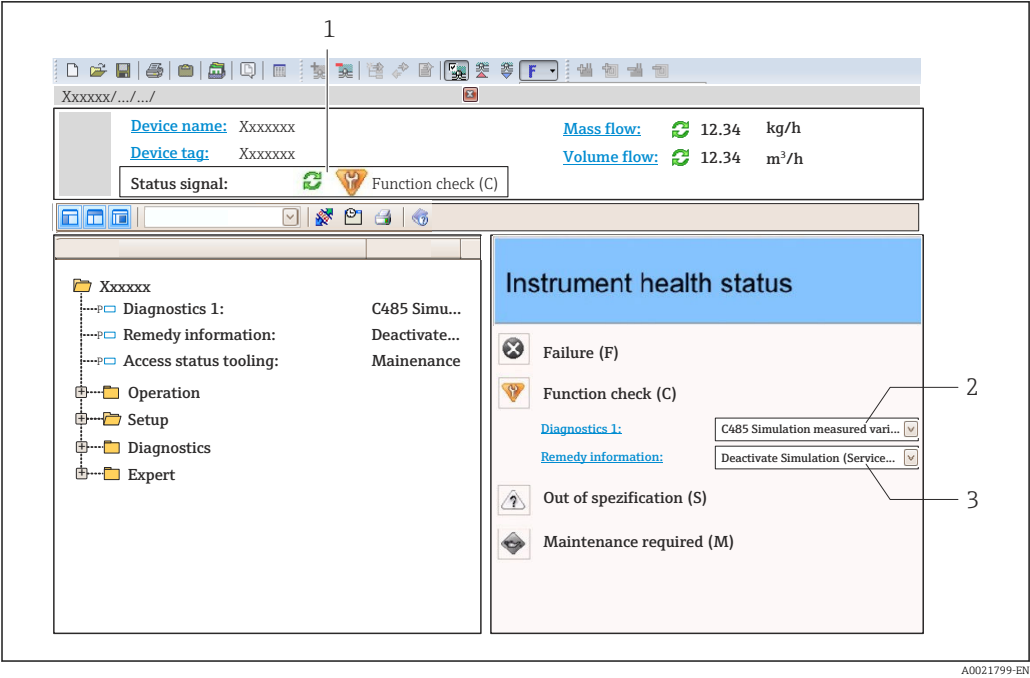 1
F
Xxxxxx/.../.../
Device name: Xxxxxxx
Mass flow: 12.34 kg/h
Device tag: Xxxxxxx
Volume flow: 12.34 m³/h
Status signal: Function check (C)
Xxxxxx
Diagnostics 1: C485 Simu...
Remedy information: Deactivate...
Access status tooling: Mainenance
Operation
Setup
Diagnostics
Expert
Instrument health status
Failure (F)
Function check (C)
2
Diagnostics 1: C485 Simulation measured vari...
Remedy information: Deactivate Simulation (Service...
3
Out of spezification (S)
Maintenance required (M)
A0021799-EN